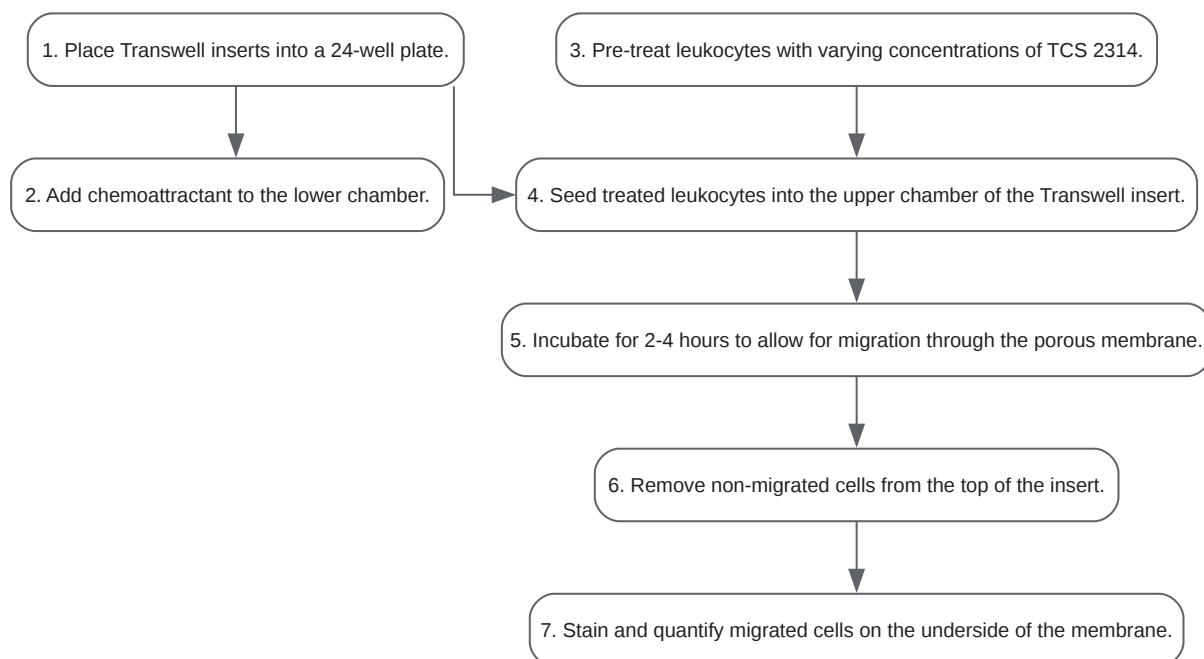 1. Place Transwell inserts into a 24-well plate.
3. Pre-treat leukocytes with varying concentrations of TCS 2314.
2. Add chemoattractant to the lower chamber.
4. Seed treated leukocytes into the upper chamber of the Transwell insert.
5. Incubate for 2-4 hours to allow for migration through the porous membrane.
6. Remove non-migrated cells from the top of the insert.
7. Stain and quantify migrated cells on the underside of the membrane.